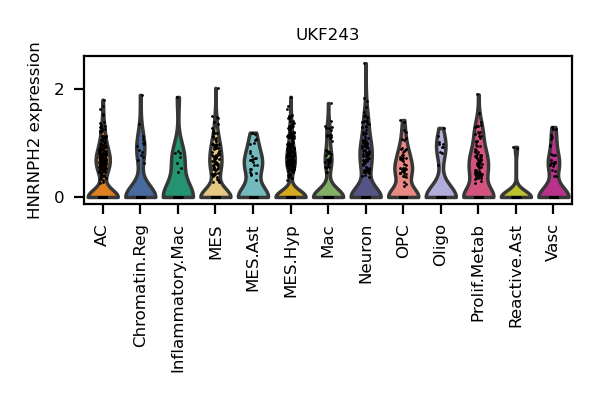 UKF243
HNRNPH2 expression
2
0
AC
Chromatin.Reg
Inflammatory.Mac
MES
MES.Ast
MES.Hyp
Mac
Neuron
OPC
Oligo
Prolif.Metab
Reactive.Ast
Vasc